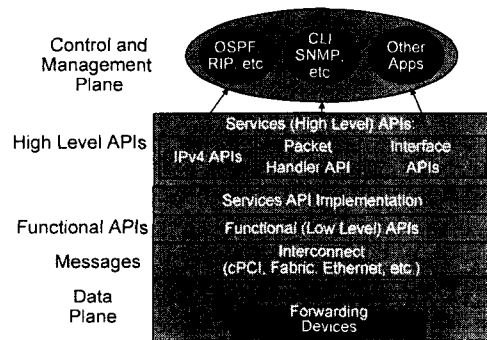 Control and
Management
Plane
OSPF,
RIP, etc
CLI
SNMP,
etc
Other
Apps
High Level APIs
Services (High Level) APIs:
IPv4 APIs
Packet
Handler API
Interface
APIs
Services API Implementation
Functional APIs
Functional (Low Level) APIs
Messages
Interconnect
(cPCI, Fabric, Ethernet, etc.)
Data
Plane
Forwarding
Devices